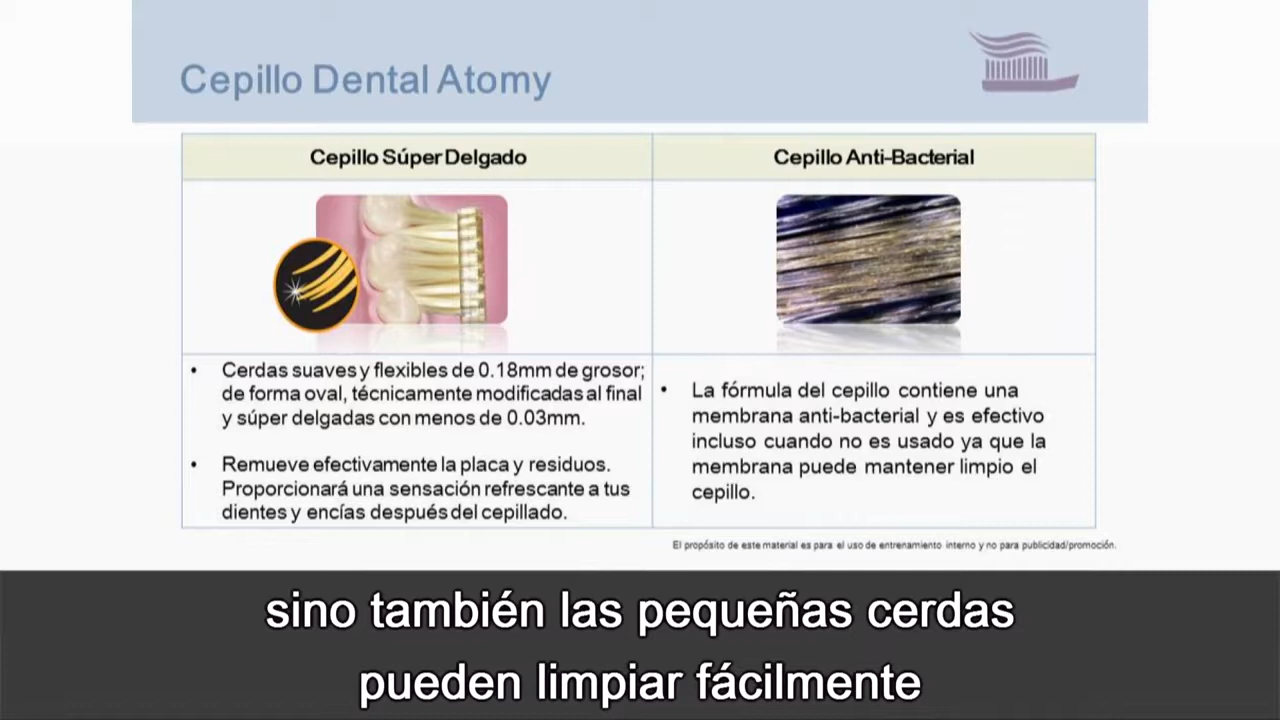 Cepillo Dental Atomy
Cepillo Súper Delgado
Cepillo Anti-Bacterial
• Cerdas suaves y flexibles de 0.18mm de grosor;
de forma oval, técnicamente modificadas al final
y súper delgadas con menos de 0.03mm.
• Remueve efectivamente la placa y residuos.
Proporcionará una sensación refrescante a tus
dientes y encías después del cepillado.
• La fórmula del cepillo contiene una
membrana anti-bacterial y es efectivo
incluso cuando no es usado ya que la
membrana puede mantener limpio el
cepillo.
El propósito de este material es para el uso de entrenamiento interno y no para publicidad/promoción.
sino también las pequeñas cerdas
pueden limpiar fácilmente